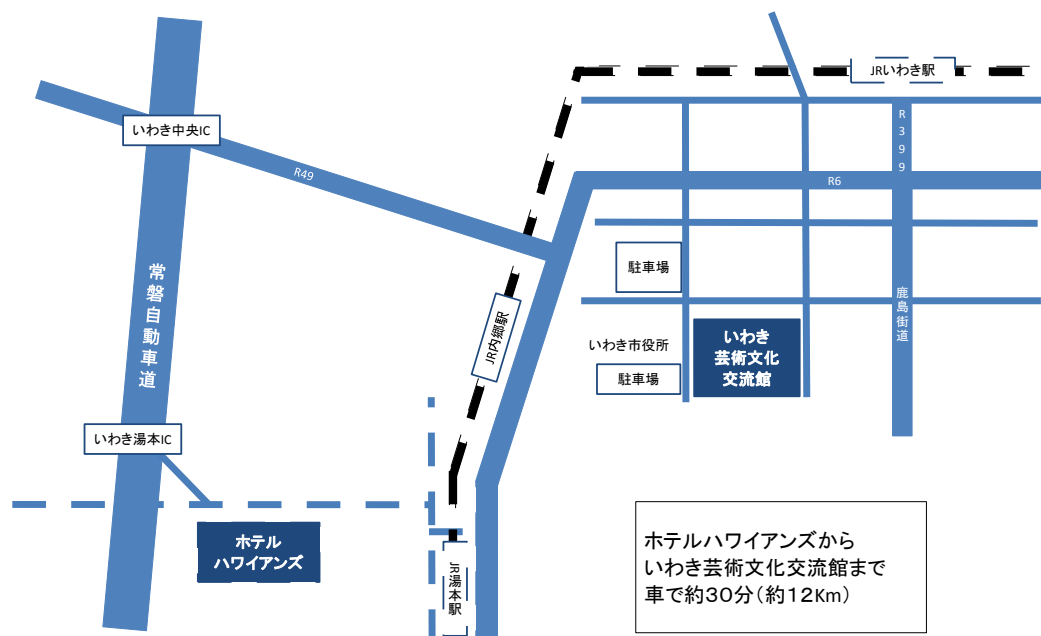 JRいわき駅
R399
いわき中央IC
R49
R6
常磐自動車道
駐車場
鹿島街道
JR内郷駅
いわき市役所
駐車場
いわき
芸術文化
交流館
いわき湯本IC
ホテル
ハワイアンズ
JR湯本駅
ホテルハワイアンズから
いわき芸術文化交流館まで
車で約30分(約12Km)